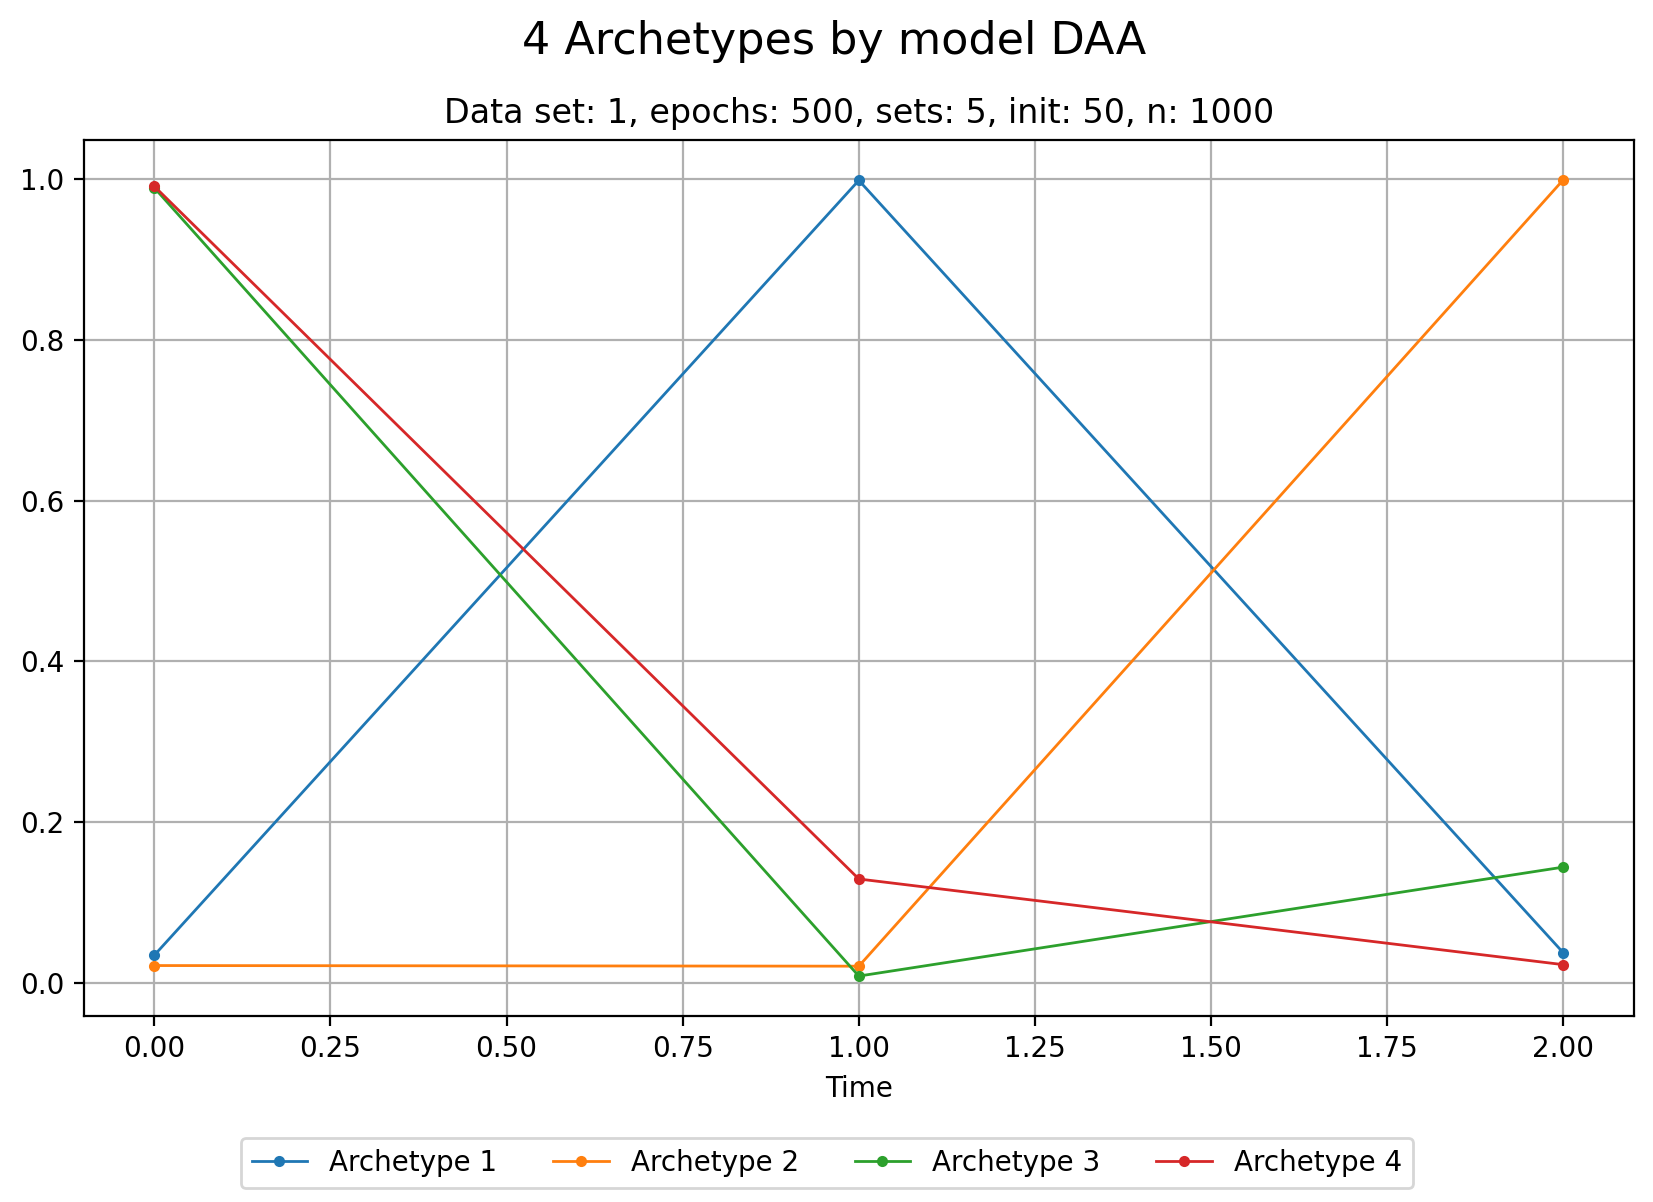 4 Archetypes by model DAA
Data set: 1, epochs: 500, sets: 5, init: 50, n: 1000
1.0
0.8
0.6
0.4
0.2
0.0
0.00 0.25 0.50 0.75 1.00 1.25 1.50 1.75 2.00
Time
Archetype 1 Archetype 2 Archetype 3 Archetype 4